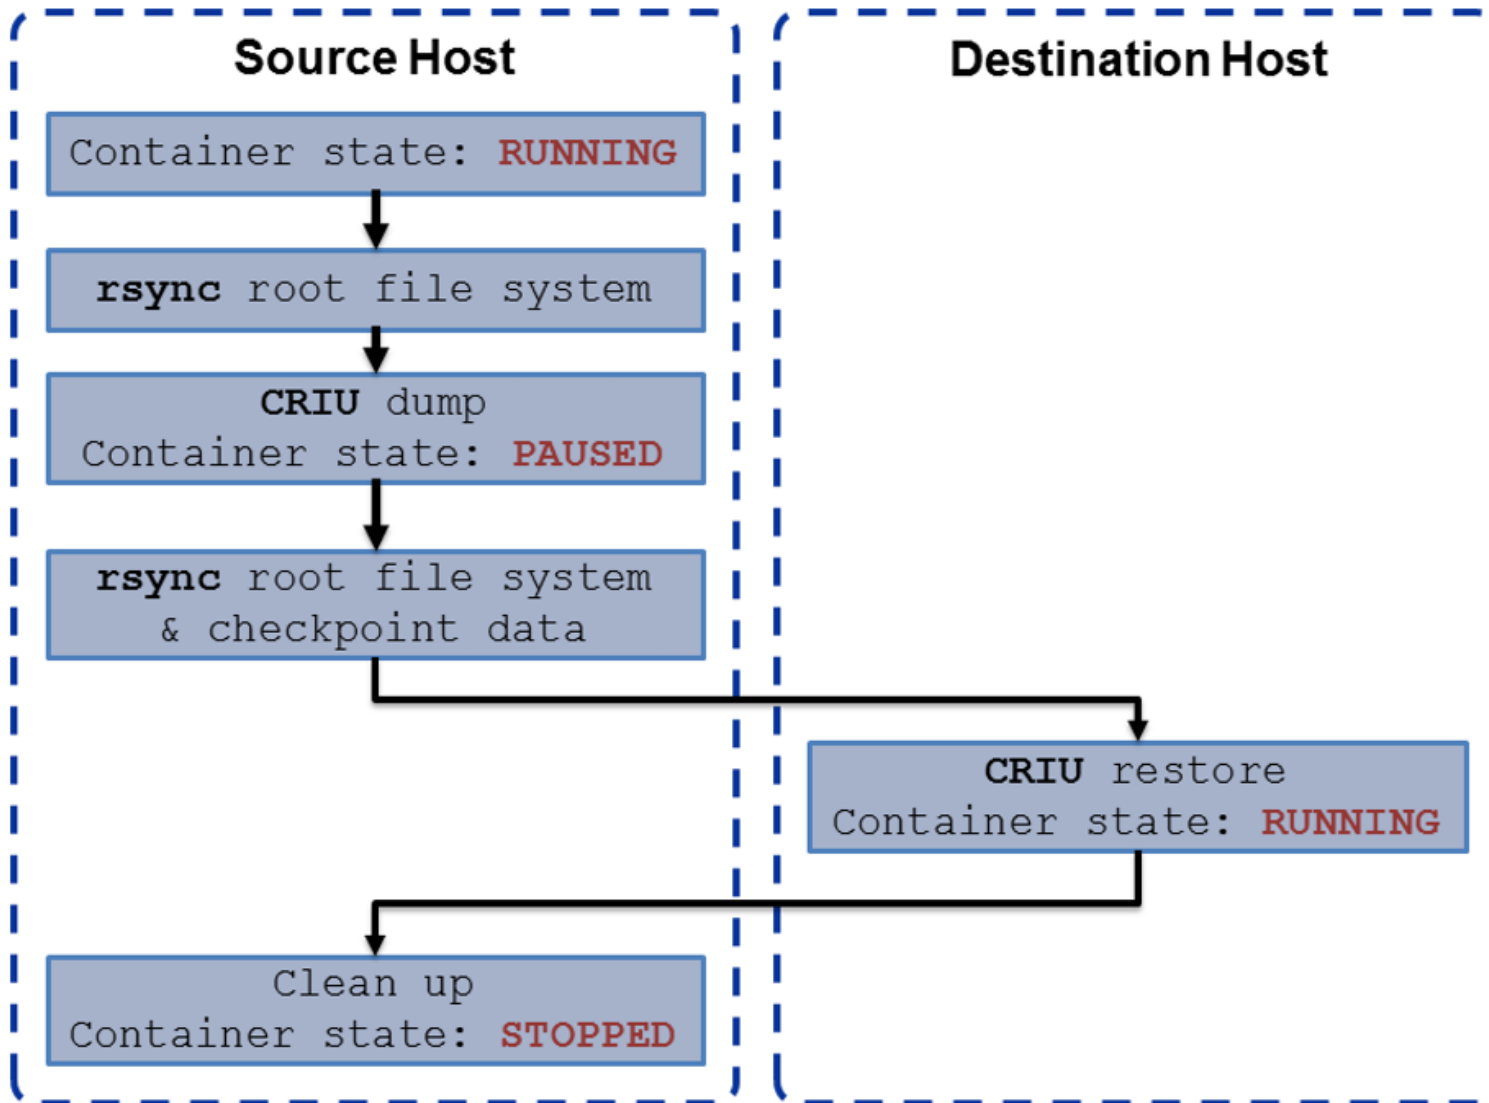 Source Host
Destination Host
Container state: RUNNING
rsync root file system
CRIU dump
Container state: PAUSED
rsync root file system
& checkpoint data
CRIU restore
Container state: RUNNING
Clean up
Container state: STOPPED